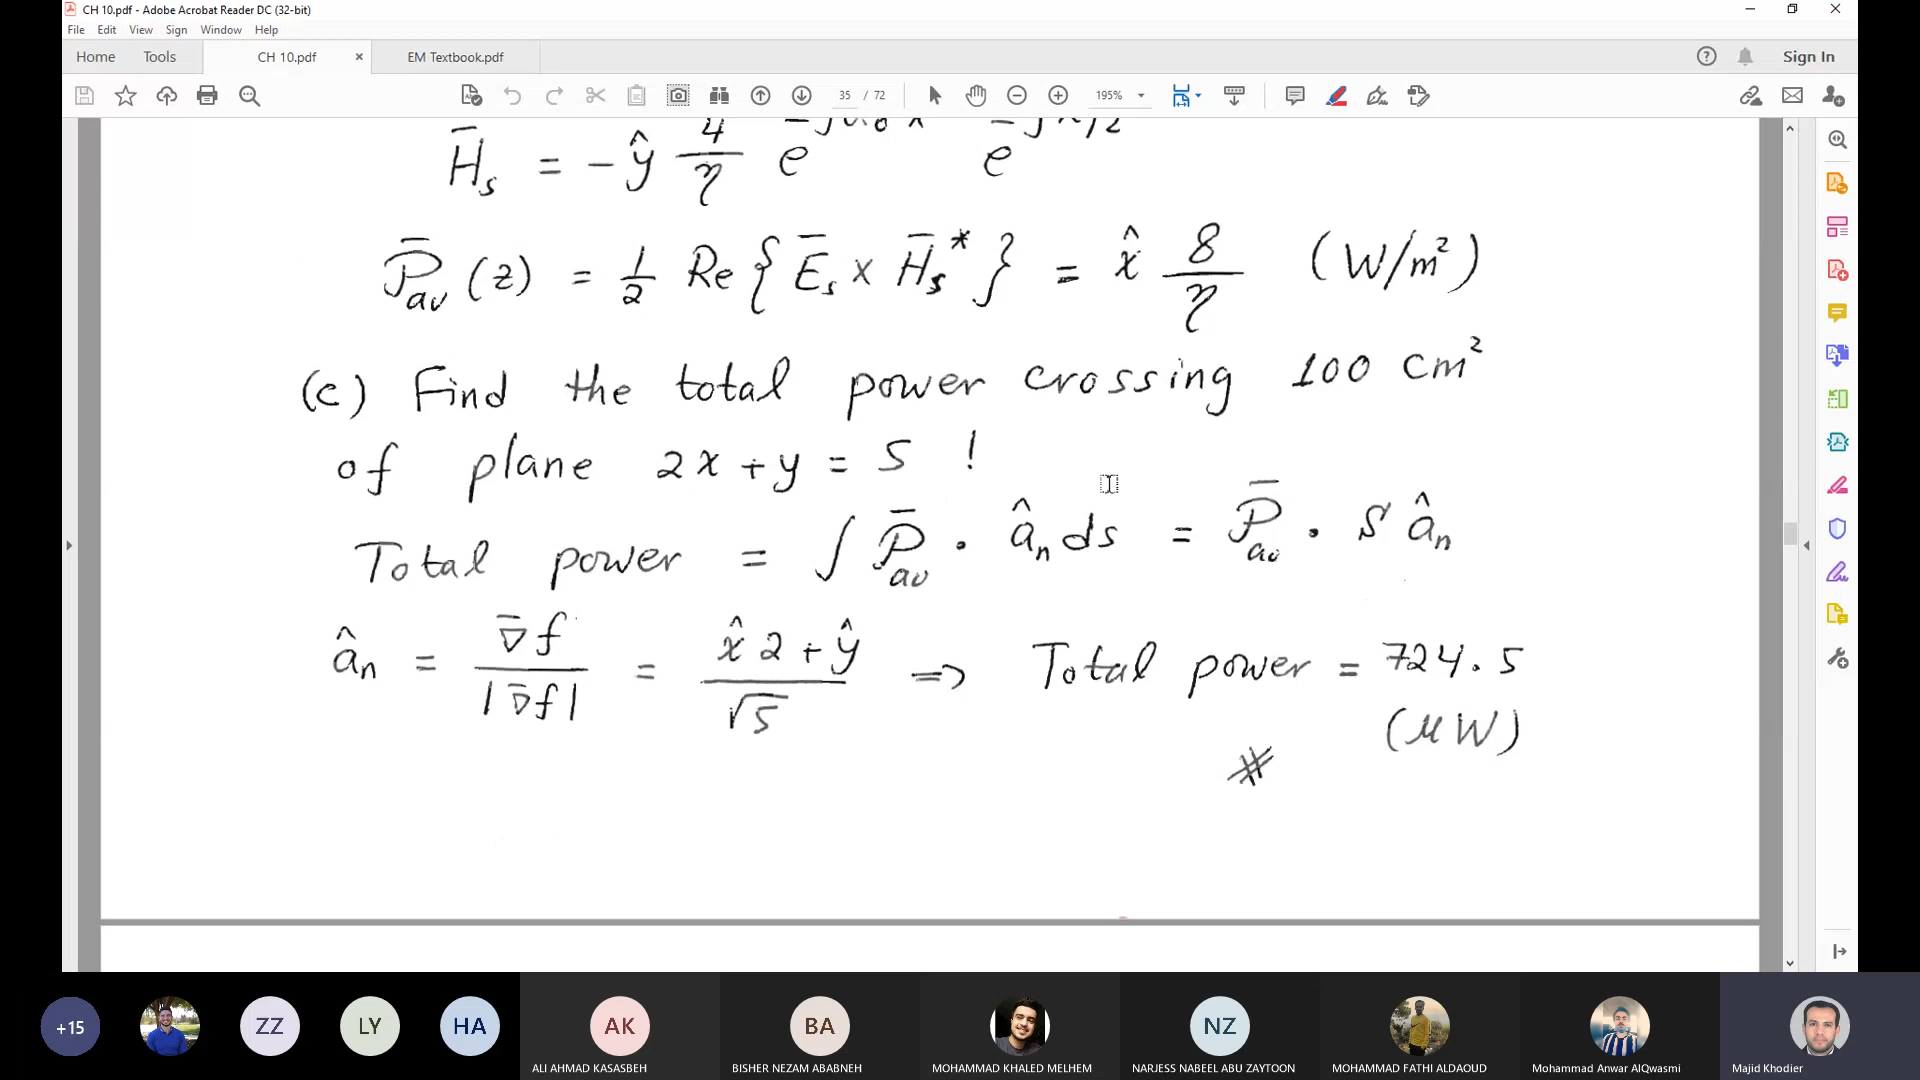 CH 10.pdf - Adobe Acrobat Reader DC (32-bit)
File Edit View Sign Window Help
Home Tools CH 10.pdf × EM Textbook.pdf Sign In
35 / 72 195%
H̄s = − ŷ 4/η e e
P̄av (z) = 1/2 Re { Ēs × H̄s* } = x̂ 8/η (W/m²)
(c) Find the total power crossing 100 cm²
of plane 2x + y = 5 !
Total power = ∫ P̄av · ân ds = P̄av · S ân
ân = ∇̄f / |∇̄f| = x̂ 2 + ŷ / √5 ⇒ Total power = 724.5
(μW)
#
+15 ZZ LY HA AK BA NZ
ALI AHMAD KASASBEH BISHER NEZAM ABABNEH MOHAMMAD KHALED MELHEM NARJESS NABEEL ABU ZAYTOON MOHAMMAD FATHI ALDAOUD Mohammad Anwar AlQwasmi Majid Khodier